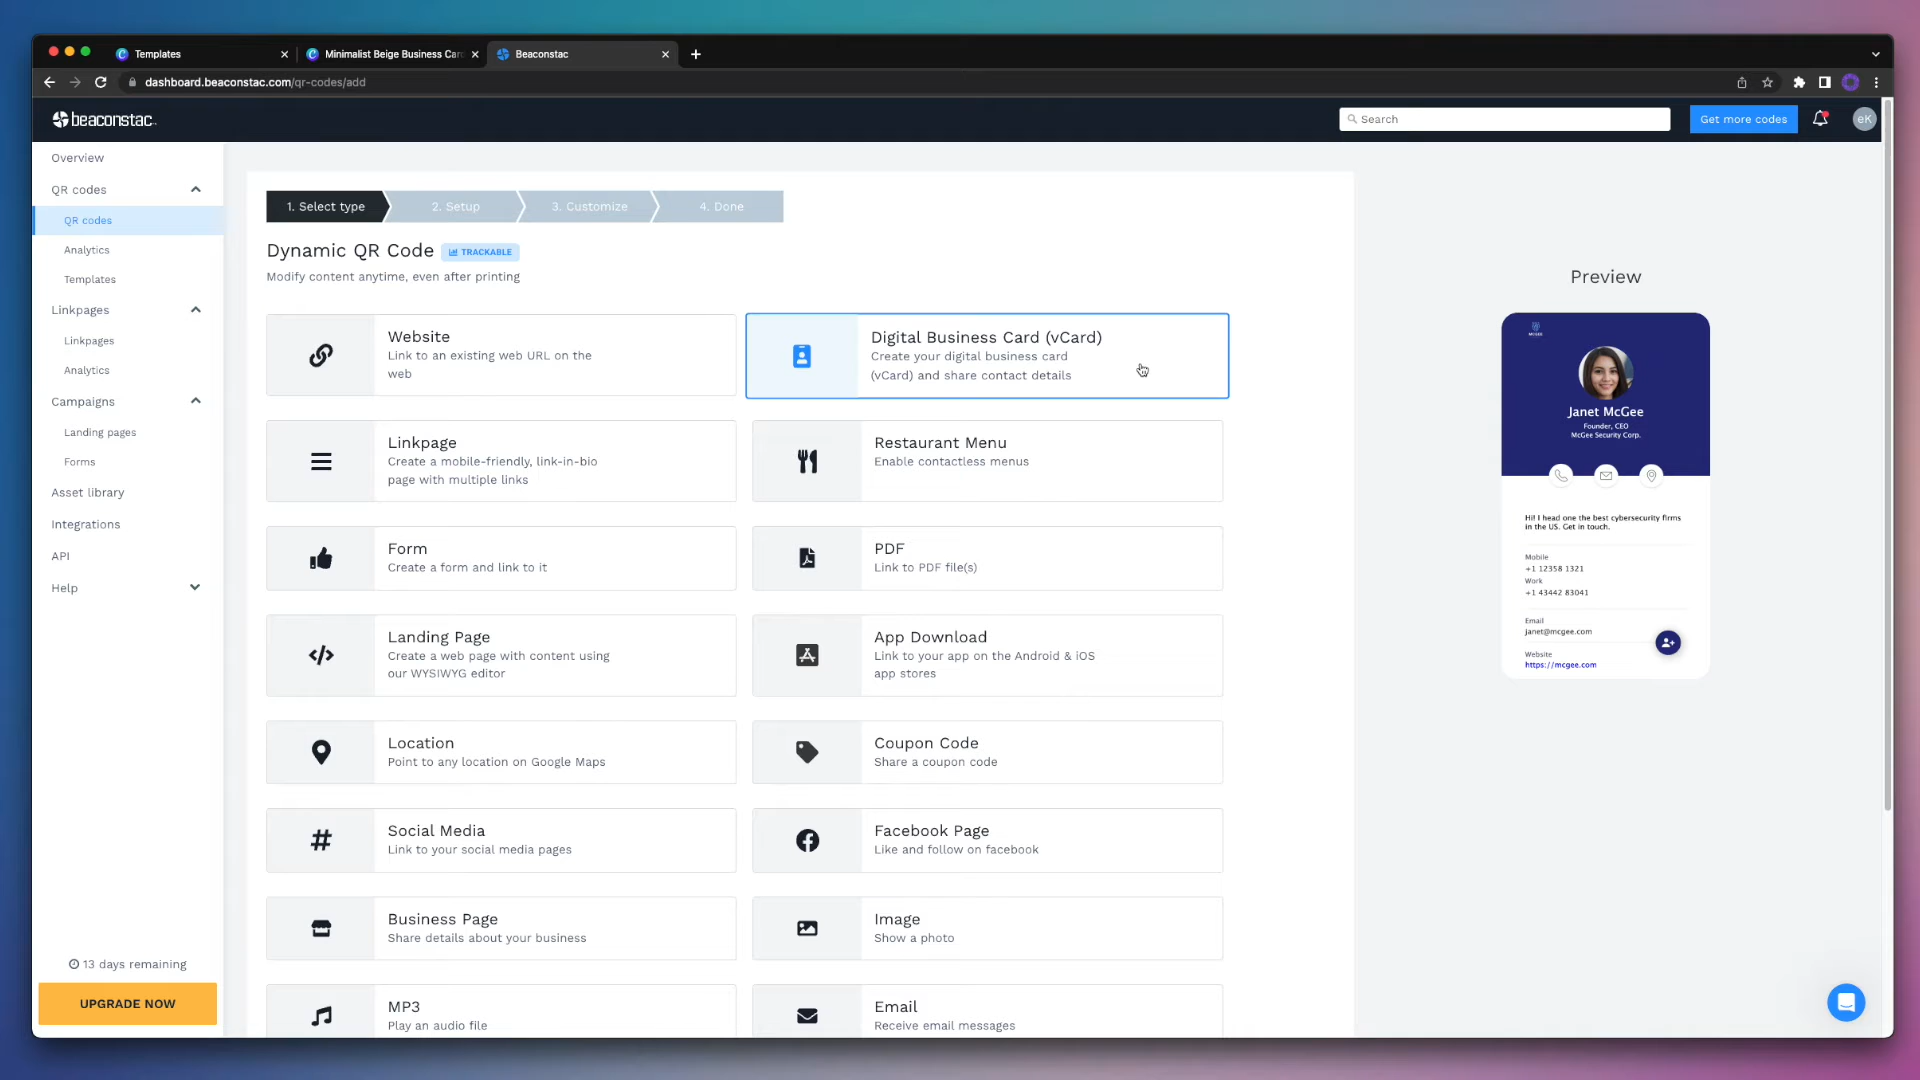 Templates
Minimalist Beige Business Car
Beaconstac
dashboard.beaconstac.com/qr-codes/add
beaconstac
Search
Get more codes
eK
Overview
QR codes
QR codes
Analytics
Templates
Linkpages
Linkpages
Analytics
Campaigns
Landing pages
Forms
Asset library
Integrations
API
Help
13 days remaining
UPGRADE NOW
1. Select type
2. Setup
3. Customize
4. Done
Dynamic QR Code
TRACKABLE
Modify content anytime, even after printing
Website
Link to an existing web URL on the
web
Digital Business Card (vCard)
Create your digital business card
(vCard) and share contact details
Linkpage
Create a mobile-friendly, link-in-bio
page with multiple links
Restaurant Menu
Enable contactless menus
Form
Create a form and link to it
PDF
Link to PDF file(s)
Landing Page
Create a web page with content using
our WYSIWYG editor
App Download
Link to your app on the Android & iOS
app stores
Location
Point to any location on Google Maps
Coupon Code
Share a coupon code
Social Media
Link to your social media pages
Facebook Page
Like and follow on facebook
Business Page
Share details about your business
Image
Show a photo
MP3
Play an audio file
Email
Receive email messages
Preview
MCGEE
Janet McGee
Founder, CEO
McGee Security Corp.
Hi! I head one the best cybersecurity firms
in the US. Get in touch.
Mobile
+1 12358 1321
Work
+1 43442 83041
Email
janet@mcgee.com
Website
https://mcgee.com